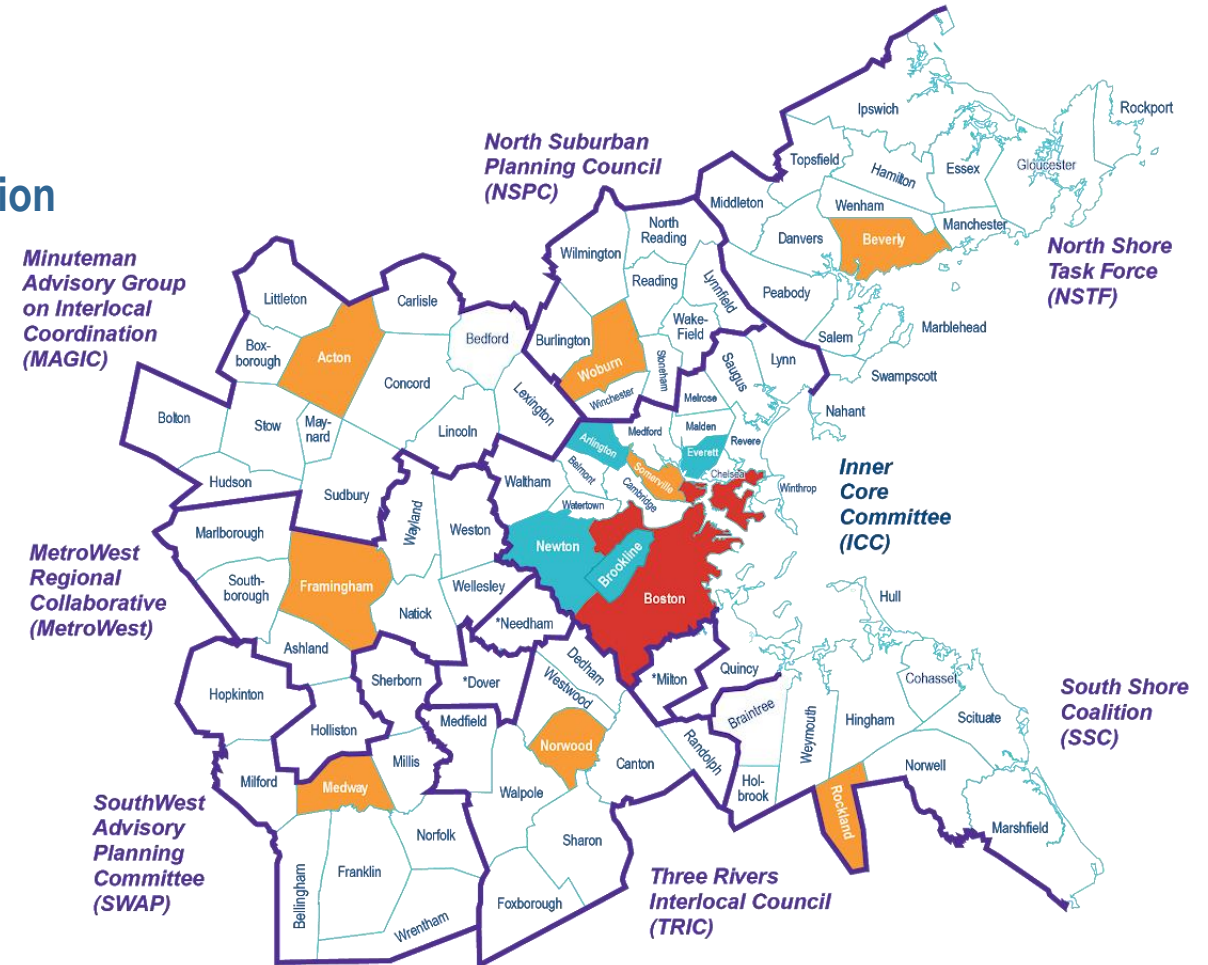 ion
North Suburban
Planning Council
(NSPC)
Minuteman
Advisory Group
on Interlocal
Coordination
(MAGIC)
North Shore
Task Force
(NSTF)
Inner
Core
Committee
(ICC)
MetroWest
Regional
Collaborative
(MetroWest)
South Shore
Coalition
(SSC)
SouthWest
Advisory
Planning
Committee
(SWAP)
Three Rivers
Interlocal Council
(TRIC)
Ipswich
Rockport
Topsfield
Hamilton
Essex
Gloucester
Middleton
Wenham
Manchester
Danvers
Beverly
Peabody
Salem
Marblehead
Swampscott
Nahant
Lynn
Saugus
North
Reading
Wilmington
Reading
Lynnfield
Wake-
Field
Burlington
Woburn
Stoneham
Winchester
Littleton
Carlisle
Box-
borough
Acton
Bedford
Concord
Lexington
Bolton
Stow
May-
nard
Lincoln
Hudson
Sudbury
Melrose
Medford
Malden
Arlington
Everett
Revere
Somerville
Chelsea
Winthrop
Belmont
Cambridge
Waltham
Watertown
Newton
Brookline
Boston
Marlborough
Wayland
Weston
South-
borough
Framingham
Natick
Wellesley
Ashland
*Needham
Hull
Dedham
*Milton
Quincy
Hopkinton
Sherborn
*Dover
Westwood
Cohasset
Holliston
Medfield
Norwood
Randolph
Braintree
Weymouth
Hingham
Scituate
Milford
Medway
Millis
Walpole
Canton
Hol-
brook
Norwell
Rockland
Marshfield
Norfolk
Sharon
Bellingham
Franklin
Wrentham
Foxborough